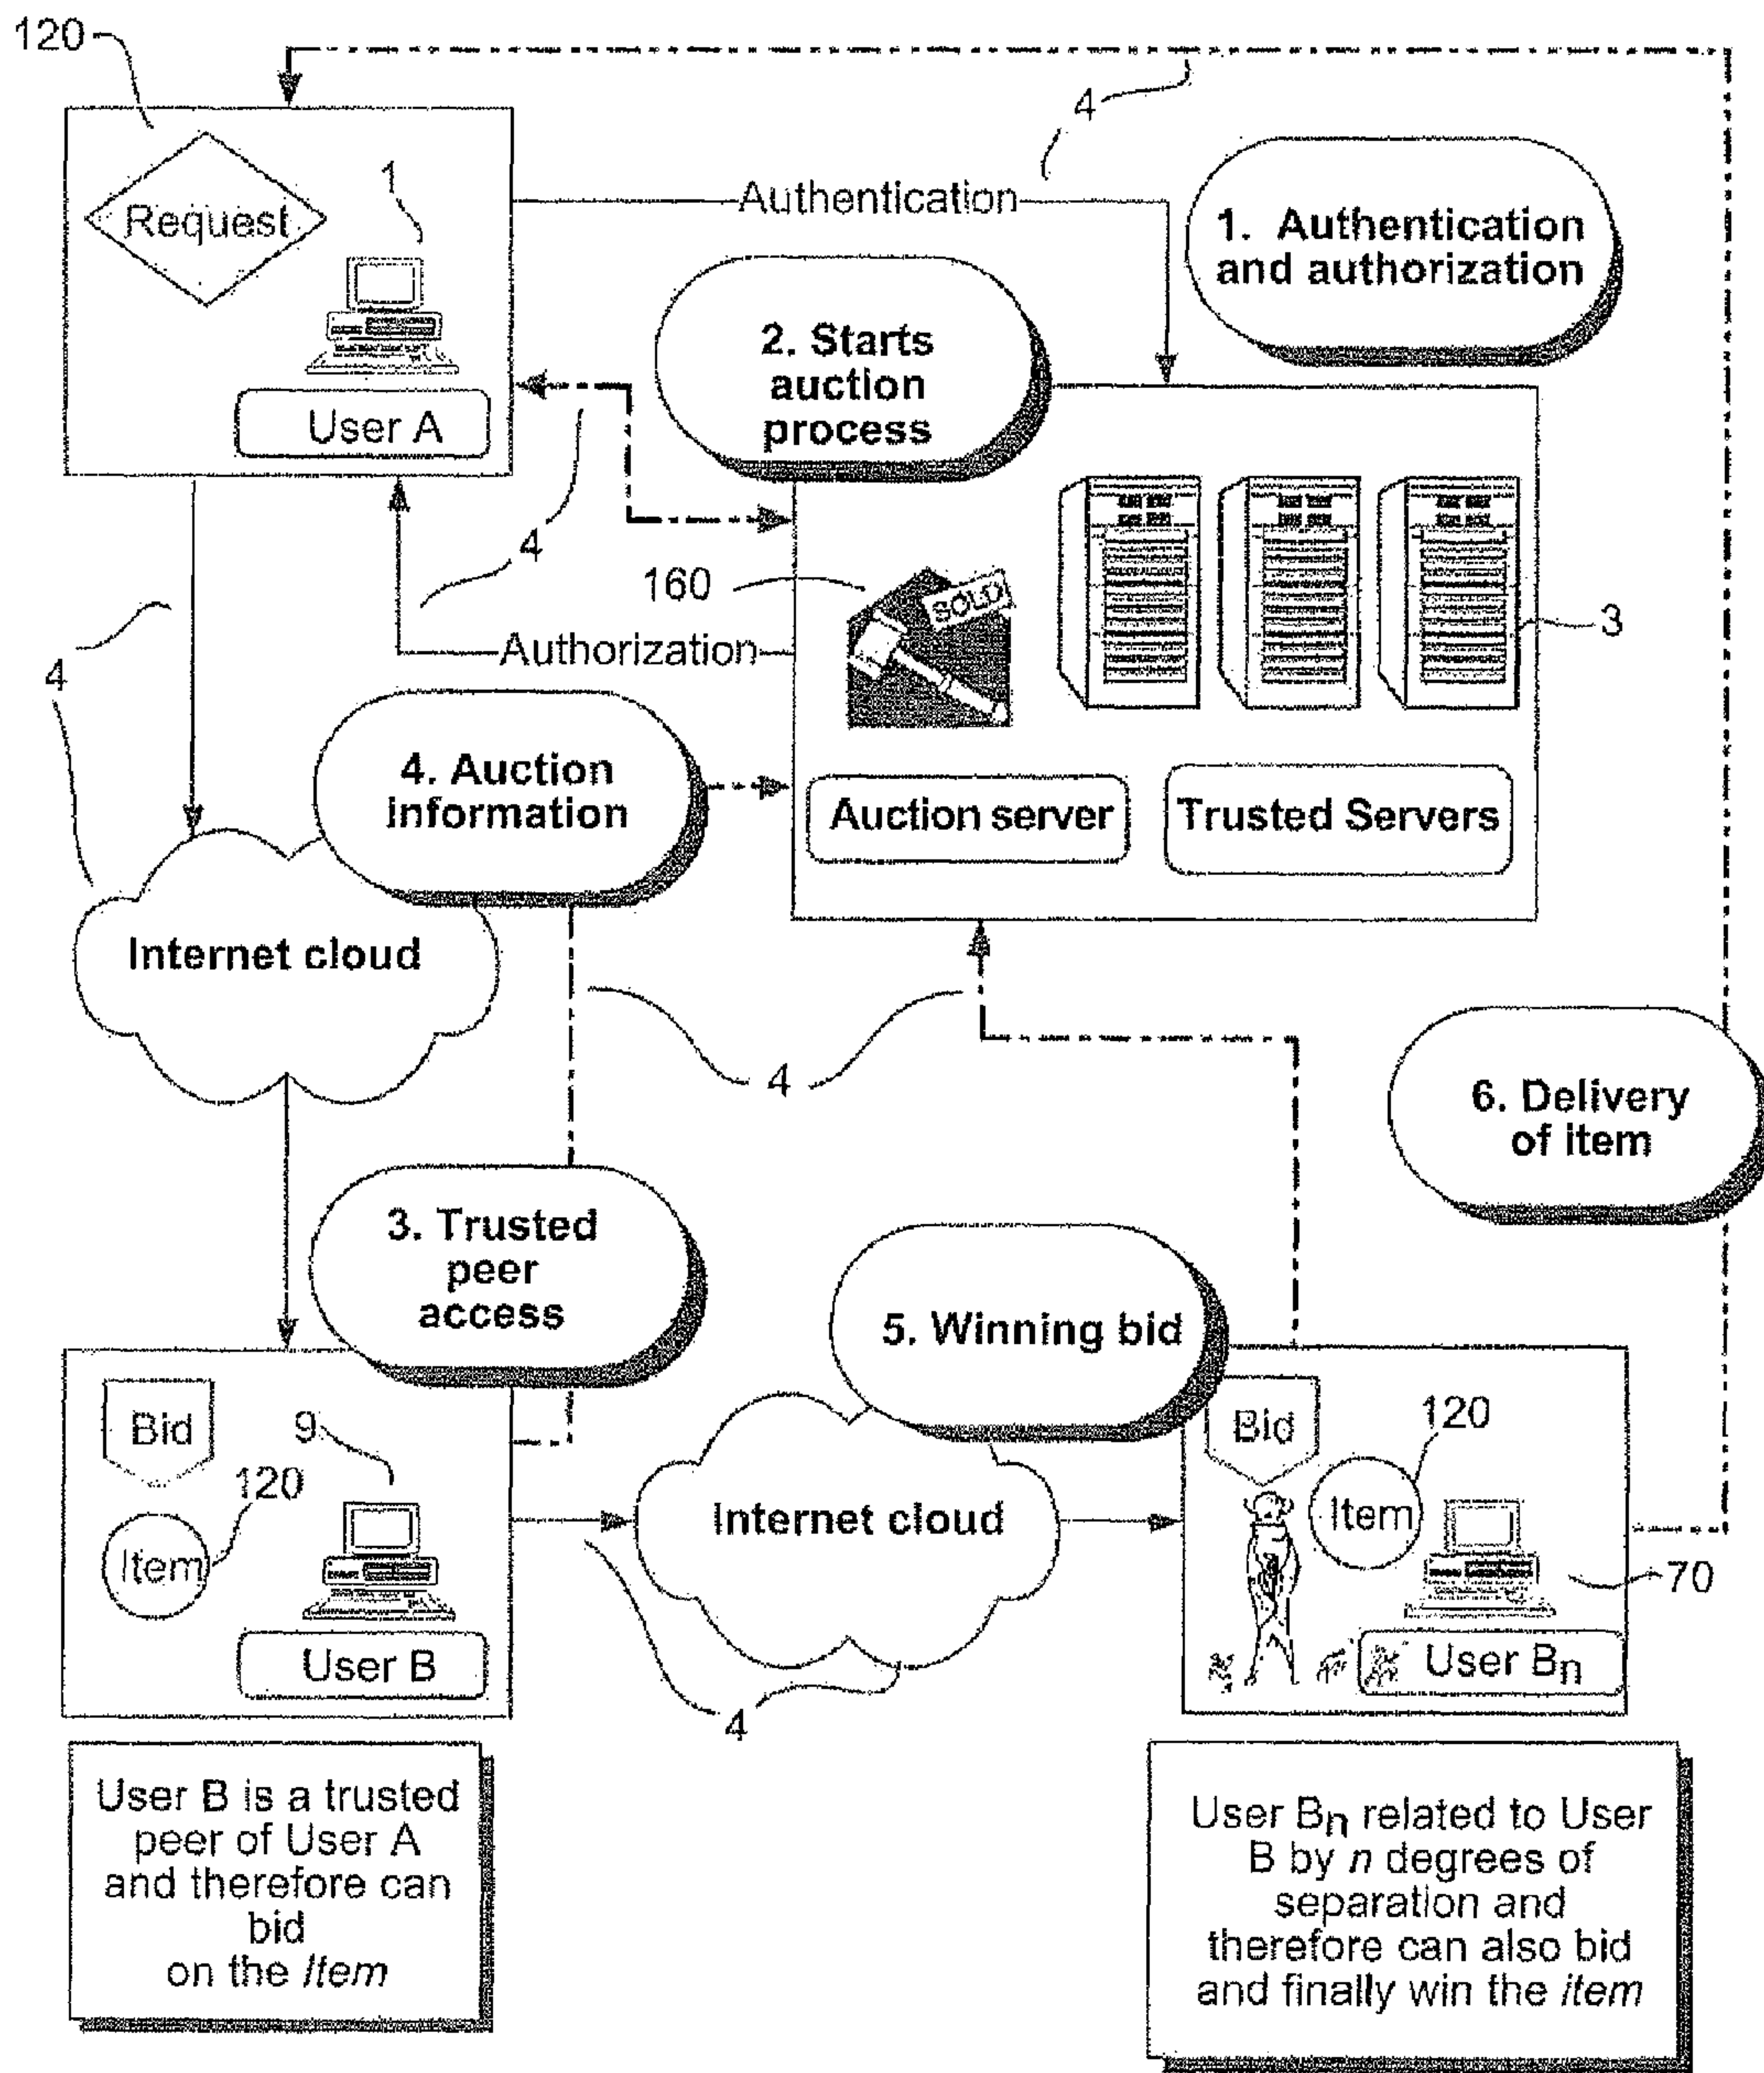 120
4
Request
1
Authentication
1. Authentication
and authorization
2. Starts
auction
process
User A
4
4
160
SOLD
3
Authorization
4
4. Auction
information
Auction server
Trusted Servers
Internet cloud
4
6. Delivery
of item
3. Trusted
peer
access
5. Winning bid
Bid
9
120
Item
User B
Internet cloud
4
Bid
120
Item
70
User Bn
User B is a trusted
peer of User A
and therefore can
bid
on the Item
User Bn related to User
B by n degrees of
separation and
therefore can also bid
and finally win the item